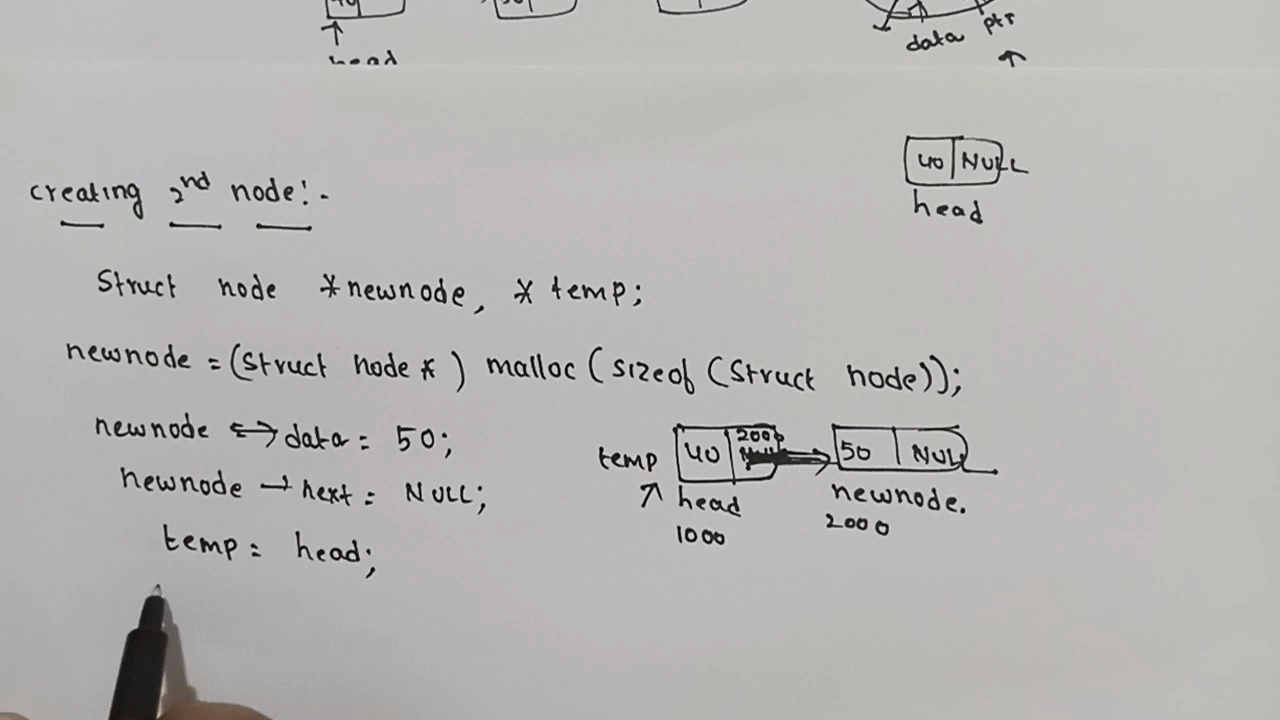 head
data ptr
40 NULL
head
creating 2nd node:-
Struct node *newnode, * temp;
newnode = (Struct node * ) malloc ( sizeof (Struct node));
newnode ↔ data = 50;
newnode → next = NULL;
temp = head;
temp 40 2000 50 NULL
head newnode.
1000 2000